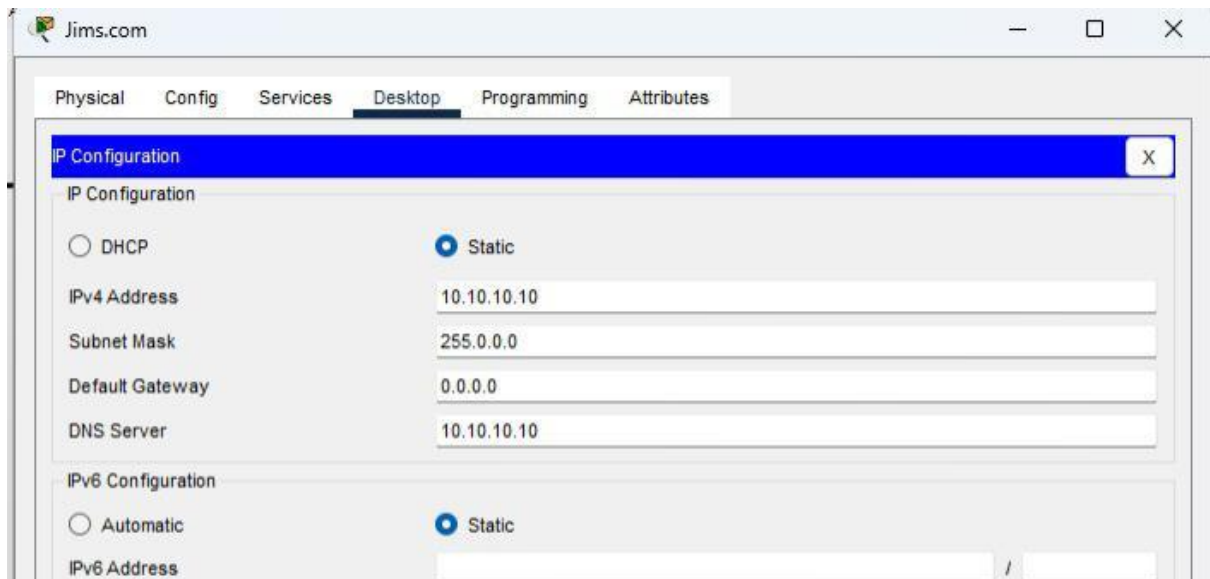 Jims.com
Physical Config Services Desktop Programming Attributes
IP Configuration X
IP Configuration
DHCP Static
IPv4 Address 10.10.10.10
Subnet Mask 255.0.0.0
Default Gateway 0.0.0.0
DNS Server 10.10.10.10
IPv6 Configuration
Automatic Static
IPv6 Address /